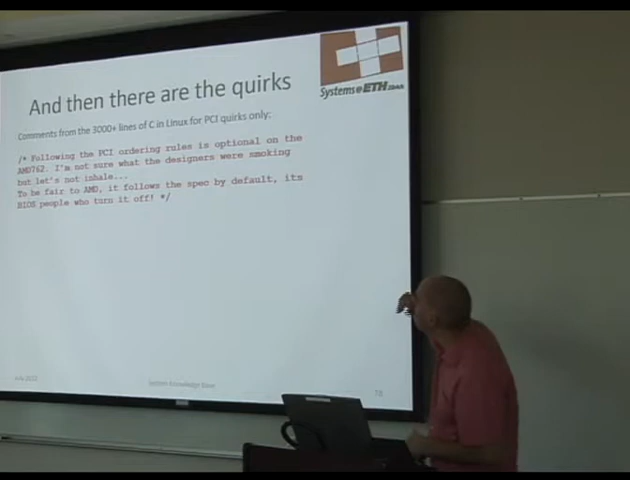 And then there are the quirks
Systems@ETH Zürich
Comments from the 3000+ lines of C in Linux for PCI quirks only:
/* Following the PCI ordering rules is optional on the
AMD762. I'm not sure what the designers were smoking
but let's not inhale...
To be fair to AMD, it follows the spec by default, its
BIOS people who turn it off! */
System Knowledge Base